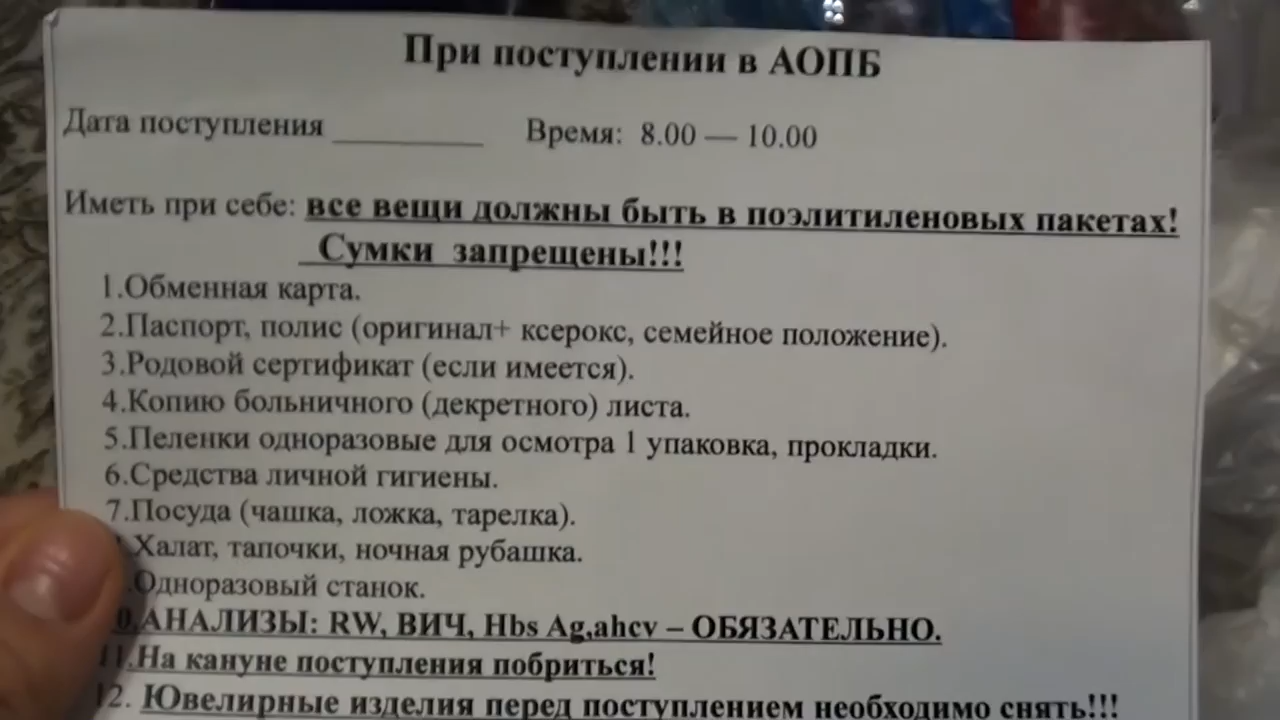 При поступлении в АОПБ
Дата поступления __________ Время: 8.00 — 10.00
Иметь при себе: все вещи должны быть в поэлитиленовых пакетах!
Сумки запрещены!!!
1.Обменная карта.
2.Паспорт, полис (оригинал+ ксерокс, семейное положение).
3.Родовой сертификат (если имеется).
4.Копию больничного (декретного) листа.
5.Пеленки одноразовые для осмотра 1 упаковка, прокладки.
6.Средства личной гигиены.
7.Посуда (чашка, ложка, тарелка).
.Халат, тапочки, ночная рубашка.
.Одноразовый станок.
0.АНАЛИЗЫ: RW, ВИЧ, Hbs Ag,ahcv – ОБЯЗАТЕЛЬНО.
11.На кануне поступления побриться!
12. Ювелирные изделия перед поступлением необходимо снять!!!